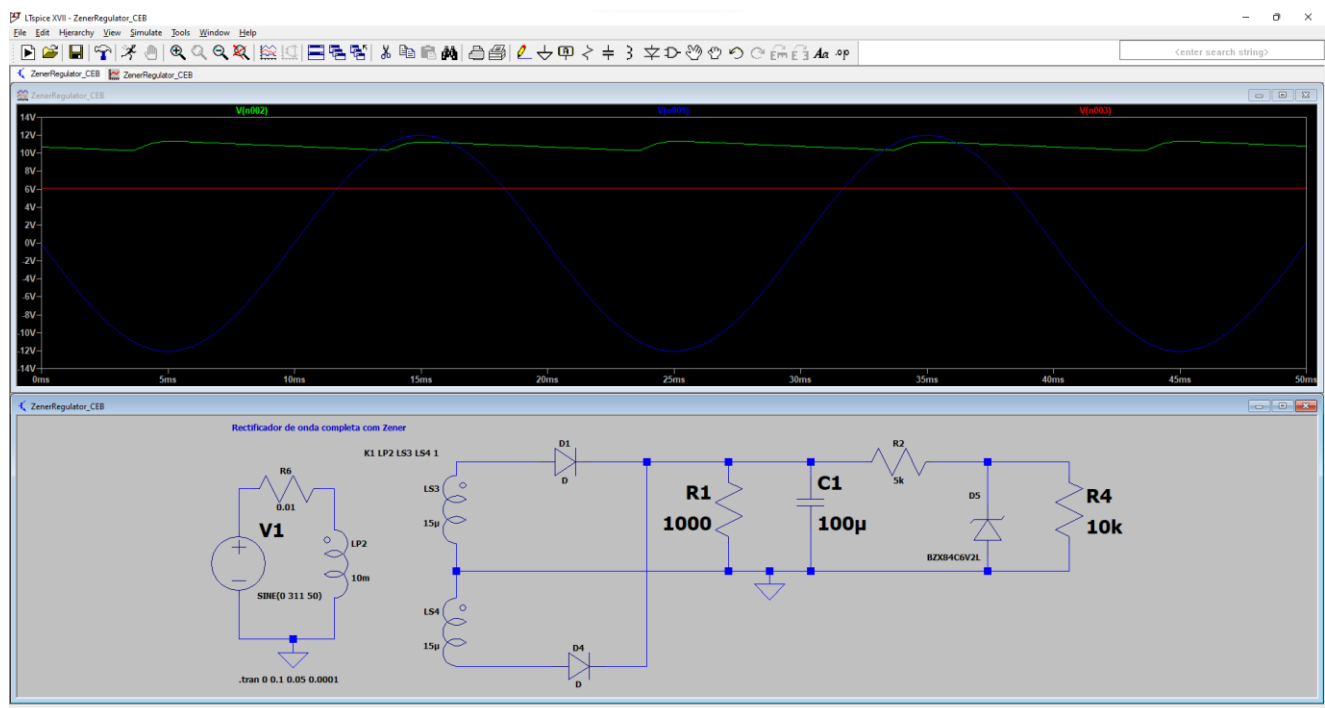 LTspice XVII - ZenerRegulator_CEB
File Edit Hierarchy View Simulate Tools Window Help
<center search string>
ZenerRegulator_CEB ZenerRegulator_CEB
ZenerRegulator_CEB
V(n002) V(n001) V(n003)
14V
12V
10V
8V
6V
4V
2V
0V
-2V
-4V
-6V
-8V
-10V
-12V
-14V
0ms 5ms 10ms 15ms 20ms 25ms 30ms 35ms 40ms 45ms 50ms
ZenerRegulator_CEB
Rectificador de onda completa com Zener
K1 LP2 LS3 LS4 1
D1
D
R2
5k
R6
0.01
V1
SINE(0 311 50)
LP2
10m
.tran 0 0.1 0.05 0.0001
LS3
15µ
LS4
15µ
D4
D
R1
1000
C1
100µ
D5
BZX84C6V2L
R4
10k